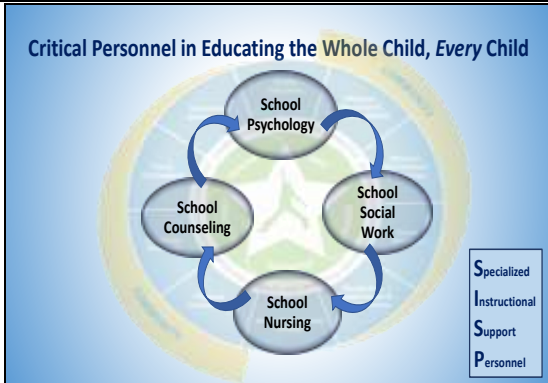 Critical Personnel in Educating the Whole Child, Every Child
School
Psychology
School
Counseling
School
Social
Work
School
Nursing
Specialized
Instructional
Support
Personnel
COMMUNITY